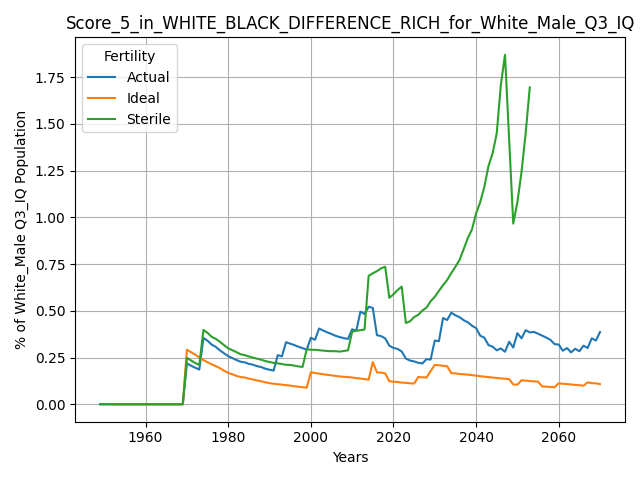 Score_5_in_WHITE_BLACK_DIFFERENCE_RICH_for_White_Male_Q3_IQ
Fertility
Actual
Ideal
Sterile
% of White_Male Q3_IQ Population
1.75
1.50
1.25
1.00
0.75
0.50
0.25
0.00
1960
1980
2000
2020
2040
2060
Years